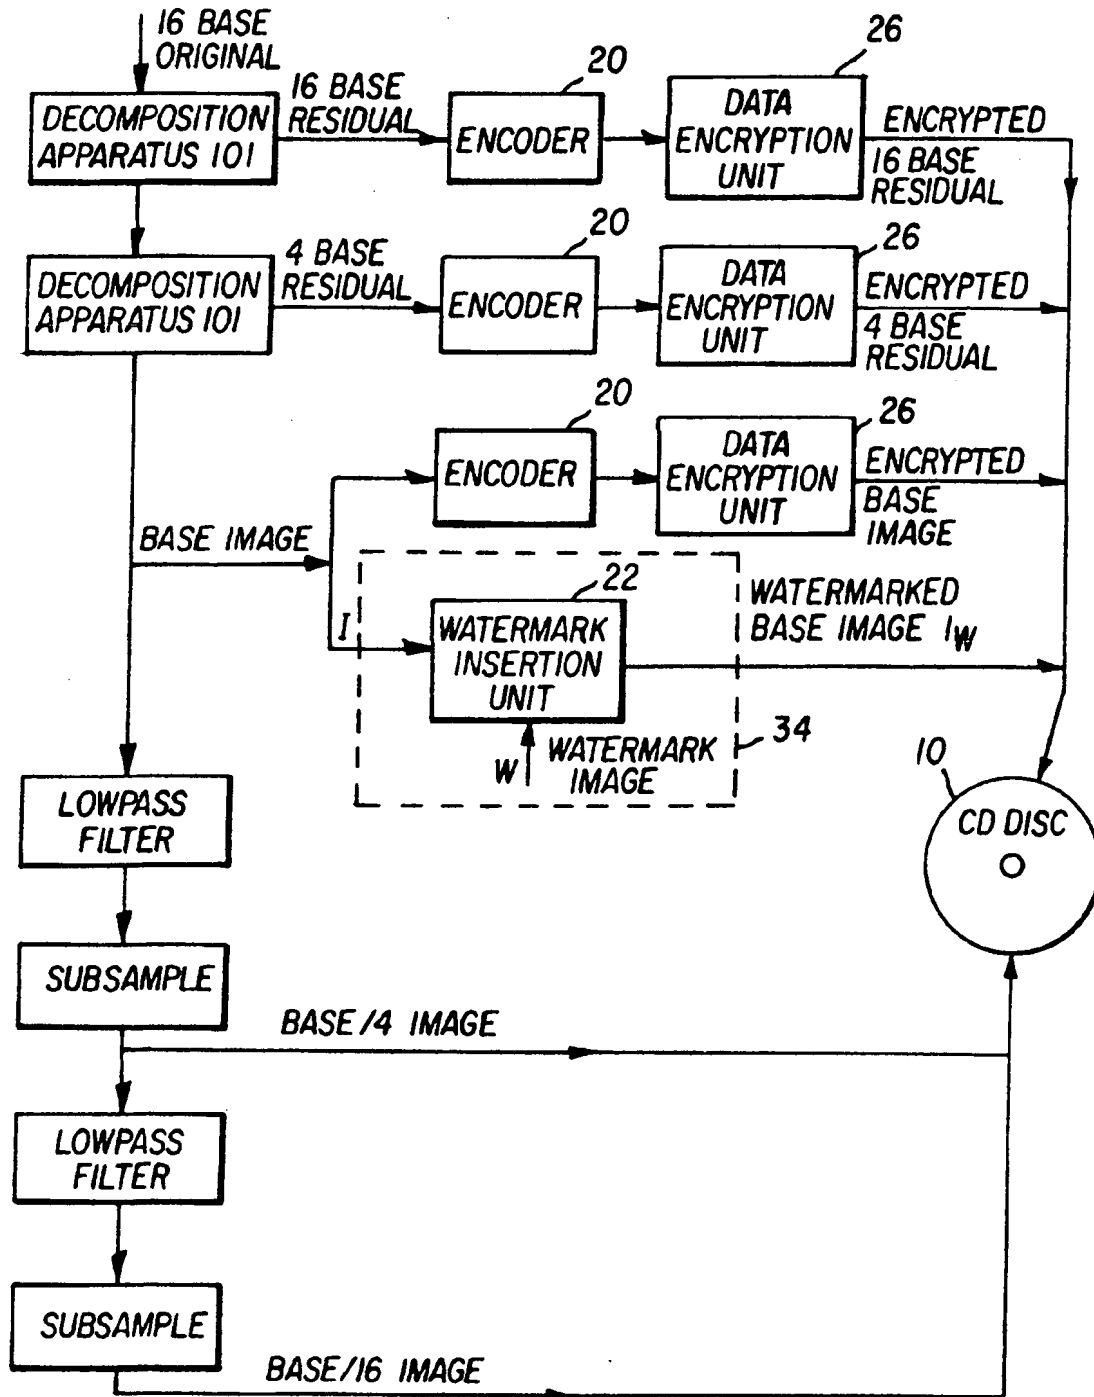 16 BASE
ORIGINAL
DECOMPOSITION
APPARATUS 101
16 BASE
RESIDUAL
20
ENCODER
26
DATA
ENCRYPTION
UNIT
ENCRYPTED
16 BASE
RESIDUAL
DECOMPOSITION
APPARATUS 101
4 BASE
RESIDUAL
20
ENCODER
26
DATA
ENCRYPTION
UNIT
ENCRYPTED
4 BASE
RESIDUAL
20
ENCODER
26
DATA
ENCRYPTION
UNIT
ENCRYPTED
BASE
IMAGE
BASE IMAGE
I
22
WATERMARK
INSERTION
UNIT
WATERMARKED
BASE IMAGE IW
W
WATERMARK
IMAGE
34
10
CD DISC
LOWPASS
FILTER
SUBSAMPLE
BASE/4 IMAGE
LOWPASS
FILTER
SUBSAMPLE
BASE/16 IMAGE